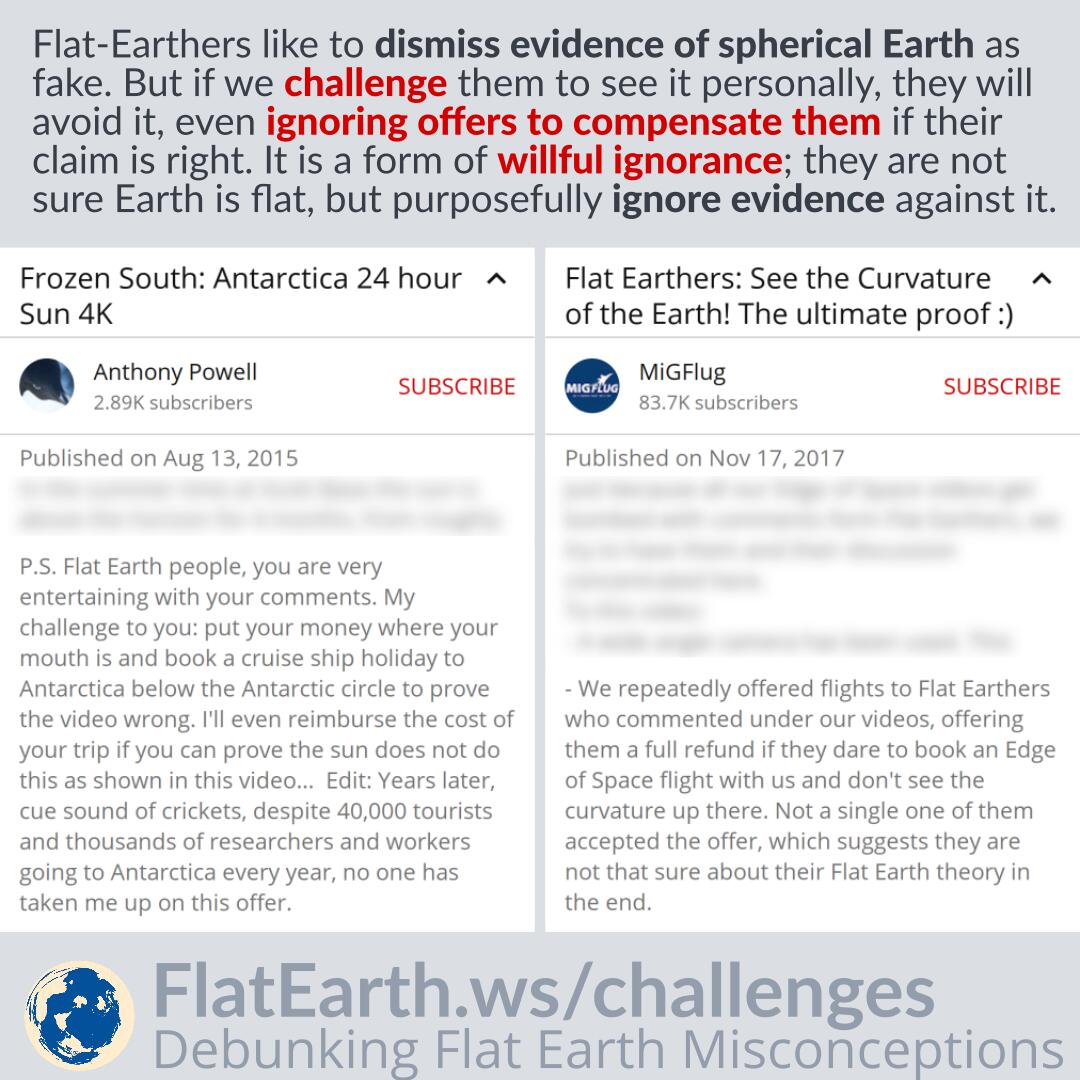 Flat-Earthers like to dismiss evidence of spherical Earth as
fake. But if we challenge them to see it personally, they will
avoid it, even ignoring offers to compensate them if their
claim is right. It is a form of willful ignorance; they are not
sure Earth is flat, but purposefully ignore evidence against it.
Frozen South: Antarctica 24 hour
Sun 4K
Anthony Powell
2.89K subscribers
SUBSCRIBE
Published on Aug 13, 2015
P.S. Flat Earth people, you are very
entertaining with your comments. My
challenge to you: put your money where your
mouth is and book a cruise ship holiday to
Antarctica below the Antarctic circle to prove
the video wrong. I'll even reimburse the cost of
your trip if you can prove the sun does not do
this as shown in this video... Edit: Years later,
cue sound of crickets, despite 40,000 tourists
and thousands of researchers and workers
going to Antarctica every year, no one has
taken me up on this offer.
Flat Earthers: See the Curvature
of the Earth! The ultimate proof :)
MIGFLUG
MiGFlug
83.7K subscribers
SUBSCRIBE
Published on Nov 17, 2017
- We repeatedly offered flights to Flat Earthers
who commented under our videos, offering
them a full refund if they dare to book an Edge
of Space flight with us and don't see the
curvature up there. Not a single one of them
accepted the offer, which suggests they are
not that sure about their Flat Earth theory in
the end.
FlatEarth.ws/challenges
Debunking Flat Earth Misconceptions